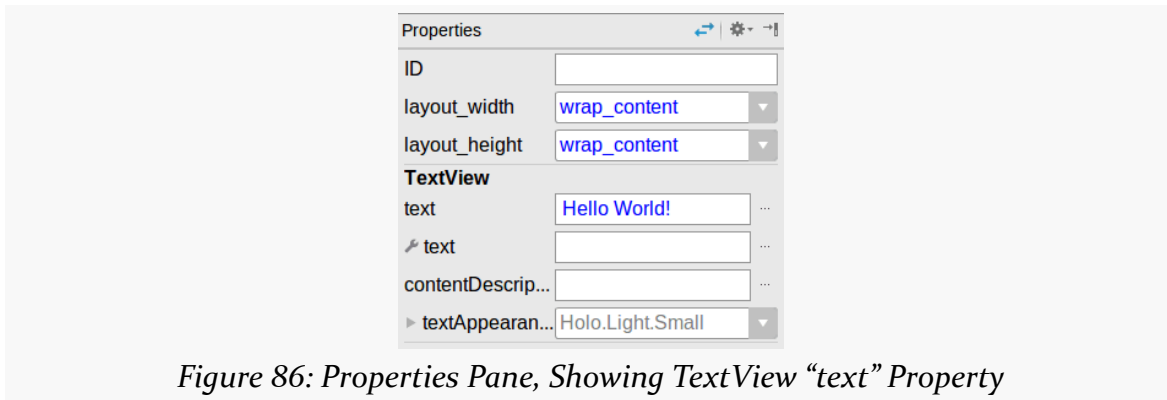 Properties
ID
layout_width wrap_content
layout_height wrap_content
TextView
text Hello World! ...
text ...
contentDescrip... ...
textAppearan... Holo.Light.Small
Figure 86: Properties Pane, Showing TextView “text” Property